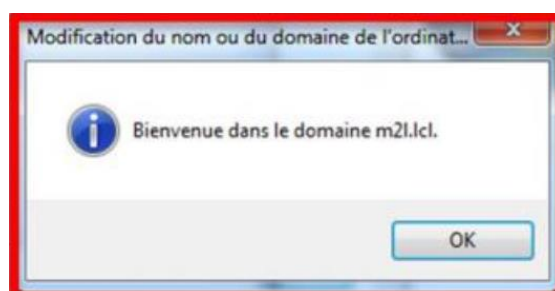 Modification du nom ou du domaine de l'ordinat...
Bienvenue dans le domaine m2l.lcl.
OK